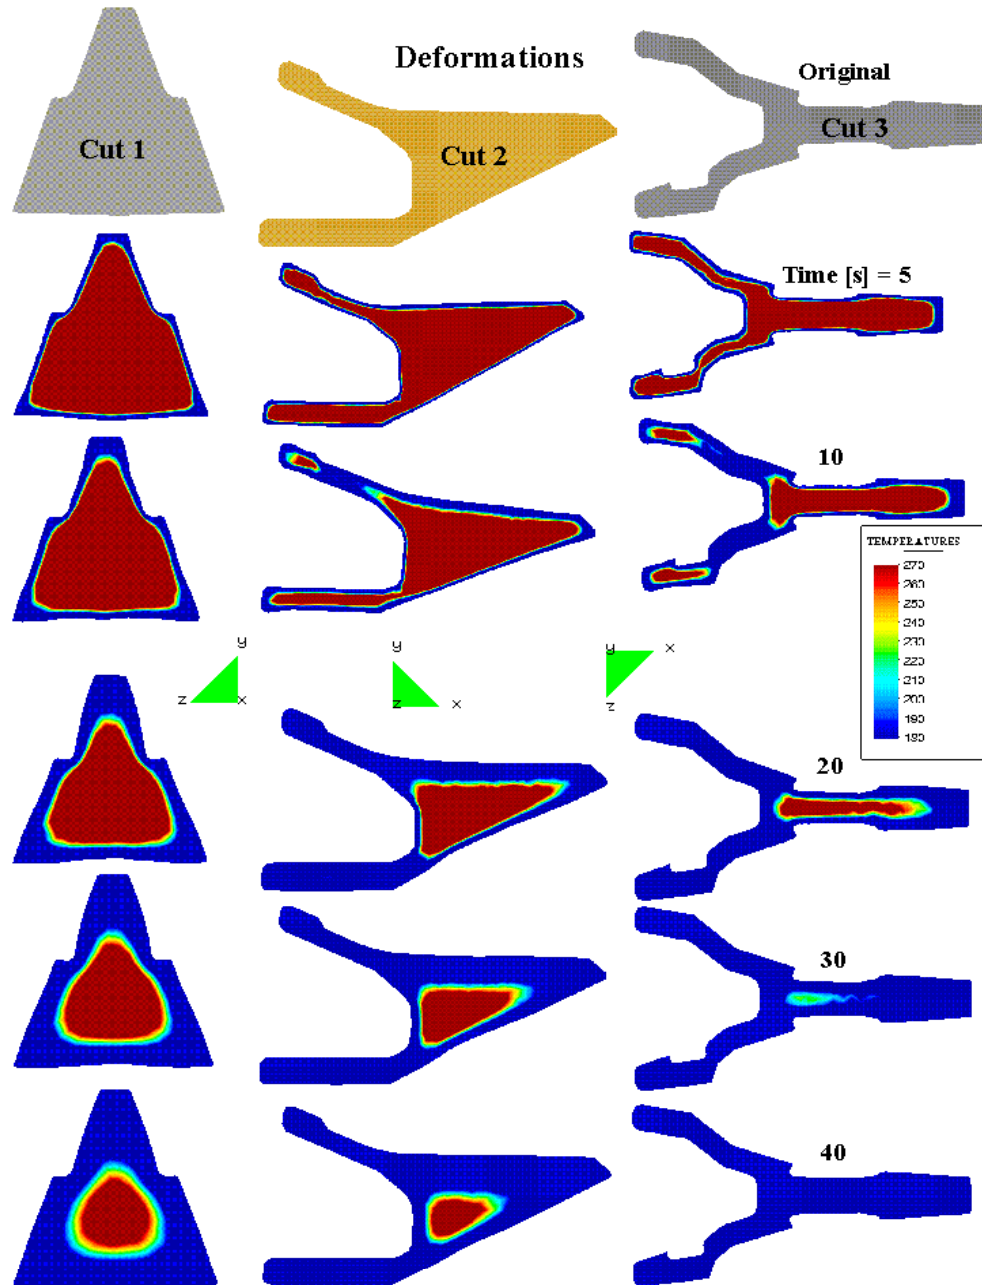 Deformations
Original
Cut 1
Cut 2
Cut 3
Time [s] = 5
10
TEMPERATURES
270
260
250
240
230
220
210
200
190
180
y
z
x
y
z
x
y
x
z
20
30
40